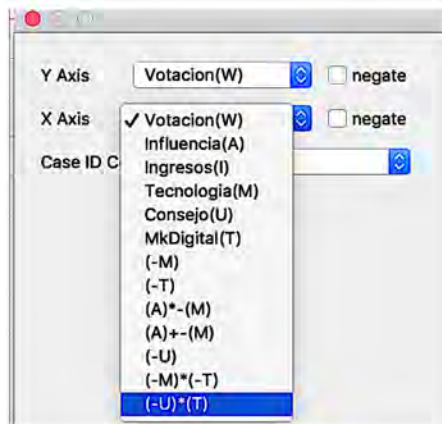 Y Axis Votacion(W) negate
X Axis ✓ Votacion(W) negate
Influencia(A)
Case ID C Ingresos(I)
Tecnologia(M)
Consejo(U)
MkDigital(T)
(-M)
(-T)
(A)*-(M)
(A)+-(M)
(-U)
(-M)*(-T)
(-U)*(T)